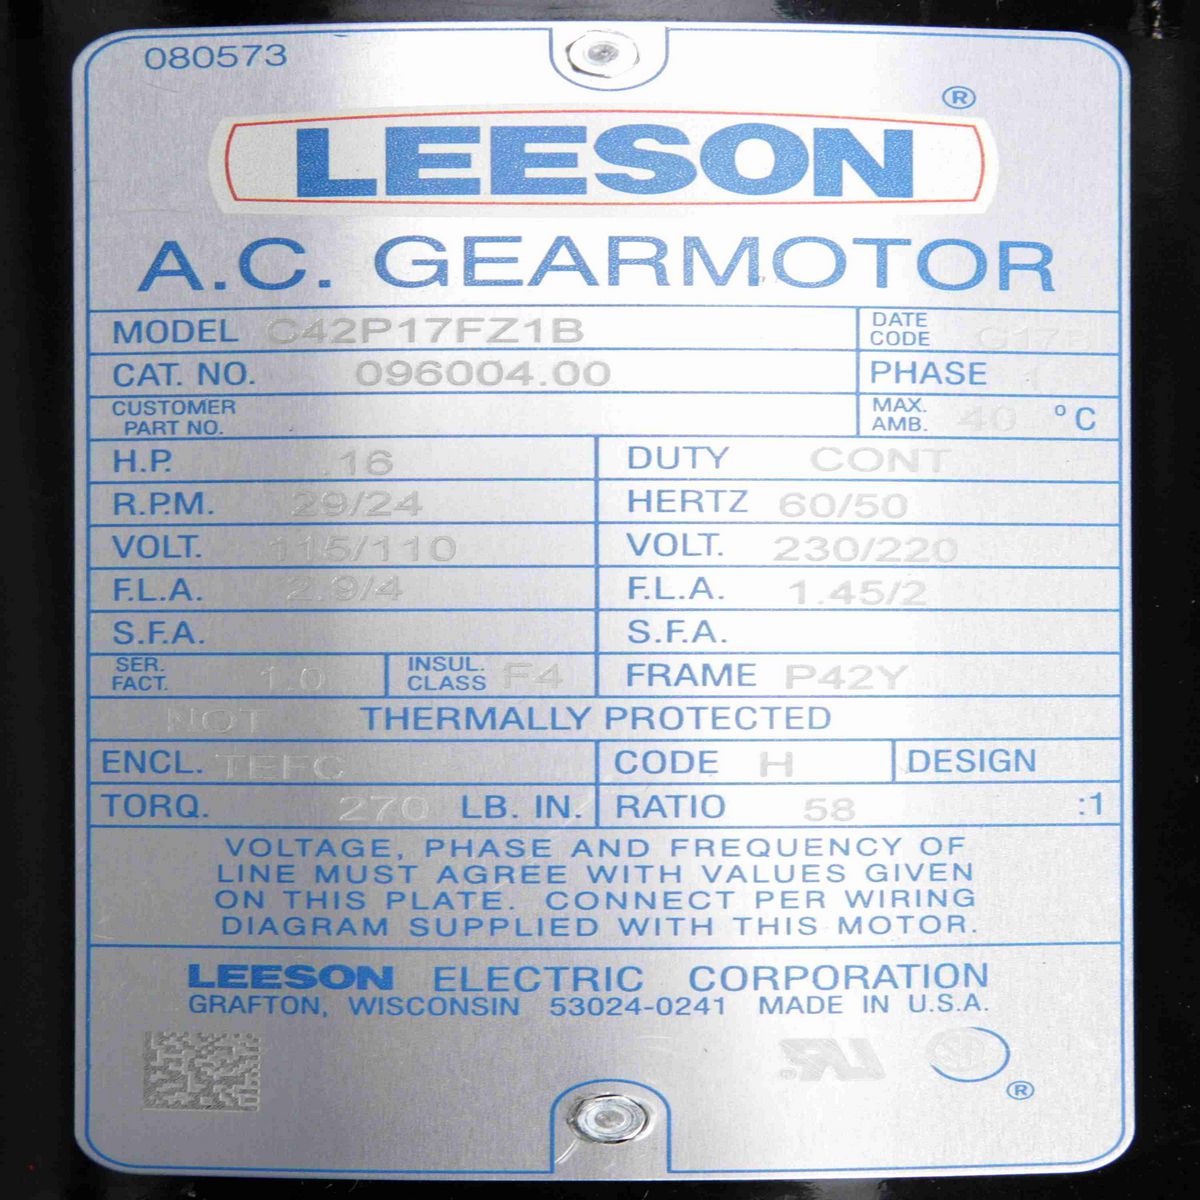 080573
LEESON ®
A.C. GEARMOTOR
MODEL C42P17FZ1B DATE CODE G17B
CAT. NO. 096004.00 PHASE 1
CUSTOMER PART NO. MAX. AMB. 40 °C
H.P. .16 DUTY CONT
R.P.M. 29/24 HERTZ 60/50
VOLT. 115/110 VOLT. 230/220
F.L.A. 2.9/4 F.L.A. 1.45/2
S.F.A. S.F.A.
SER. FACT. 1.0 INSUL. CLASS F4 FRAME P42Y
NOT THERMALLY PROTECTED
ENCL. TEFC CODE H DESIGN
TORQ. 270 LB. IN. RATIO 58 :1
VOLTAGE, PHASE AND FREQUENCY OF
LINE MUST AGREE WITH VALUES GIVEN
ON THIS PLATE. CONNECT PER WIRING
DIAGRAM SUPPLIED WITH THIS MOTOR.
LEESON ELECTRIC CORPORATION
GRAFTON, WISCONSIN 53024-0241 MADE IN U.S.A.
®